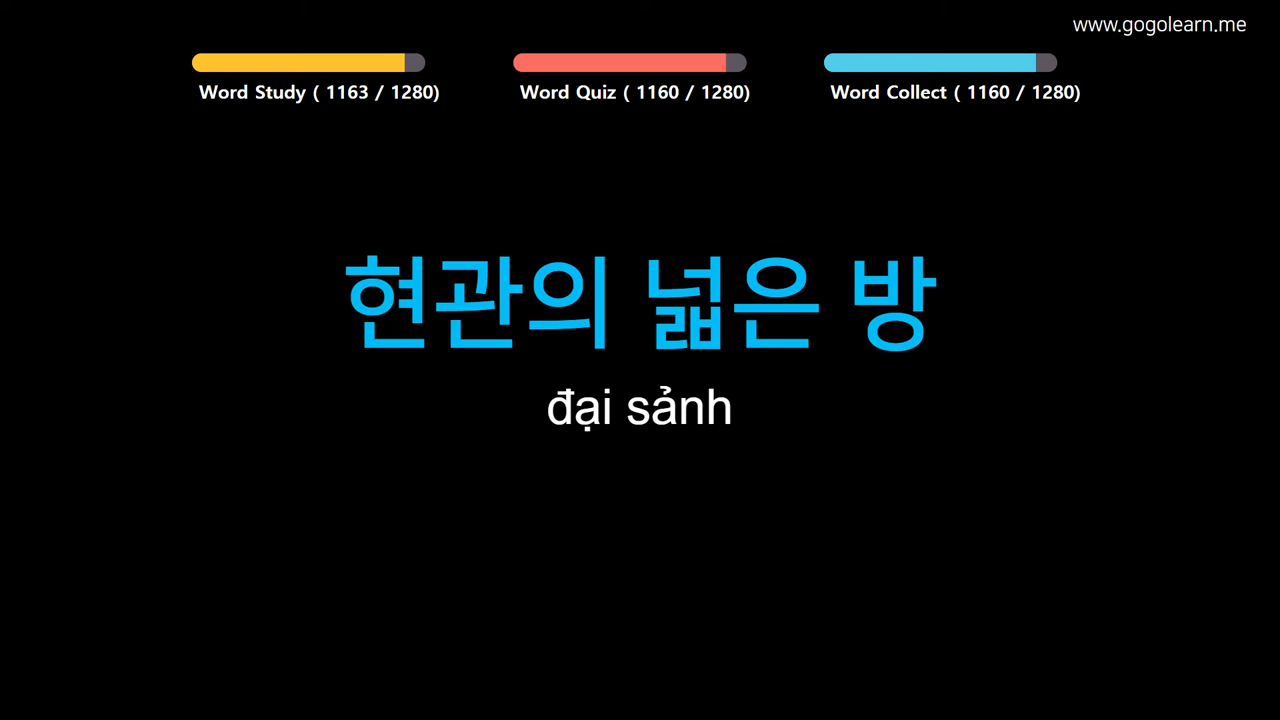 www.gogolearn.me
Word Study ( 1163 / 1280)
Word Quiz ( 1160 / 1280)
Word Collect ( 1160 / 1280)
현관의 넓은 방
đại sảnh